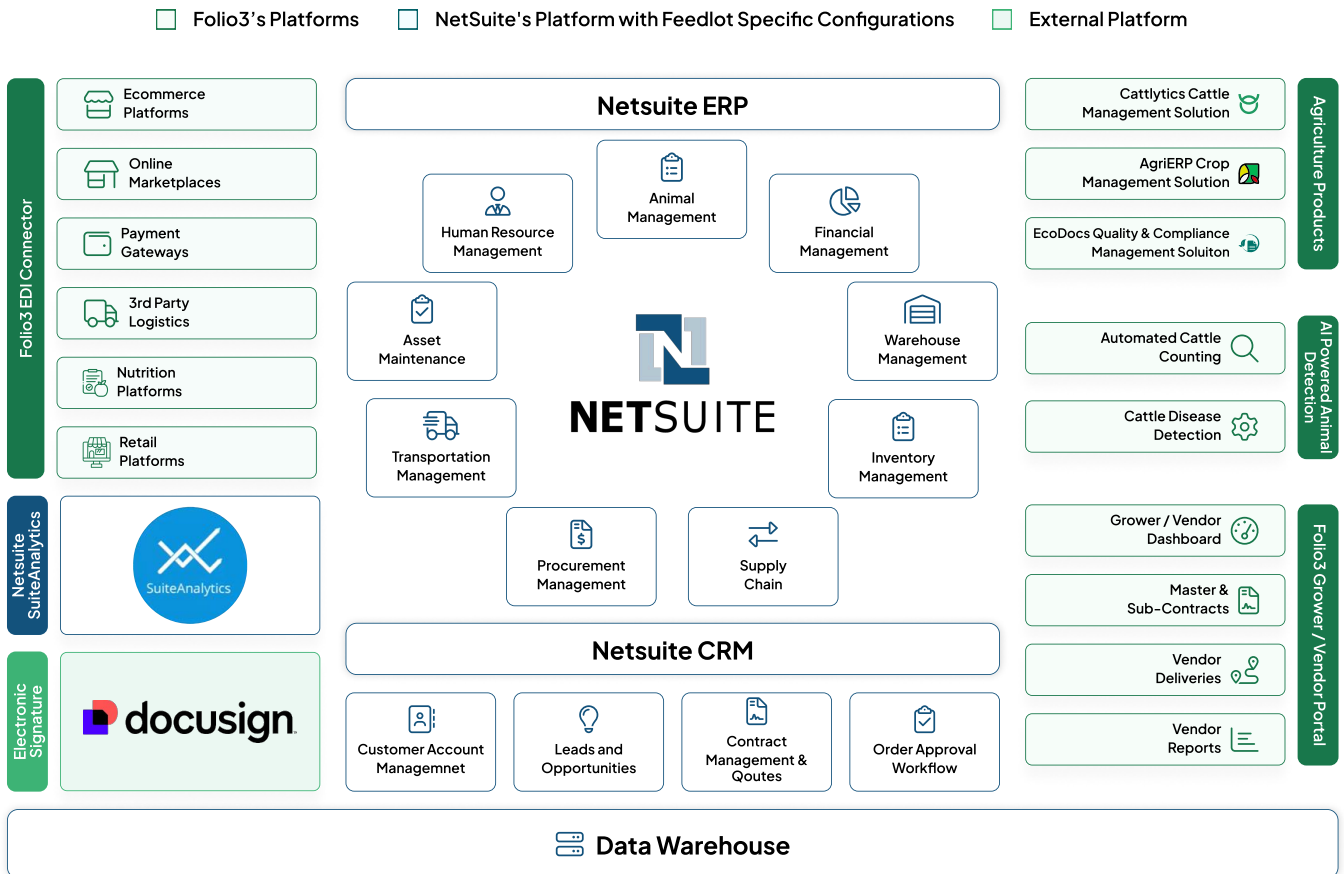 Folio3's Platforms
NetSuite's Platform with Feedlot Specific Configurations
External Platform
Folio3 EDI Connector
Ecommerce
Platforms
Online
Marketplaces
Payment
Gateways
3rd Party
Logistics
Nutrition
Platforms
Retail
Platforms
Netsuite
SuiteAnalytics
SuiteAnalytics
Electronic
Signature
docusign
Netsuite ERP
Animal
Management
Human Resource
Management
Financial
Management
Asset
Maintenance
Warehouse
Management
N
NETSUITE
Transportation
Management
Inventory
Management
Procurement
Management
Supply
Chain
Netsuite CRM
Customer Account
Managemnet
Leads and
Opportunities
Contract
Management &
Qoutes
Order Approval
Workflow
Cattlytics Cattle
Management Solution
AgriERP Crop
Management Solution
EcoDocs Quality & Compliance
Management Soluiton
Agriculture Products
Automated Cattle
Counting
Cattle Disease
Detection
AI Powered Animal
Detection
Grower / Vendor
Dashboard
Master &
Sub-Contracts
Vendor
Deliveries
Vendor
Reports
Folio3 Grower / Vendor Portal
Data Warehouse